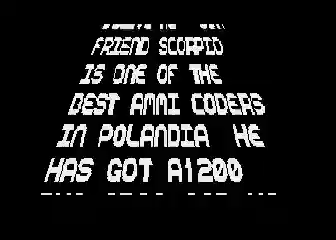 FRIEND SCORPIO
IS ONE OF THE
BEST AMMI CODERS
IN POLANDIA HE
HAS GOT A1200